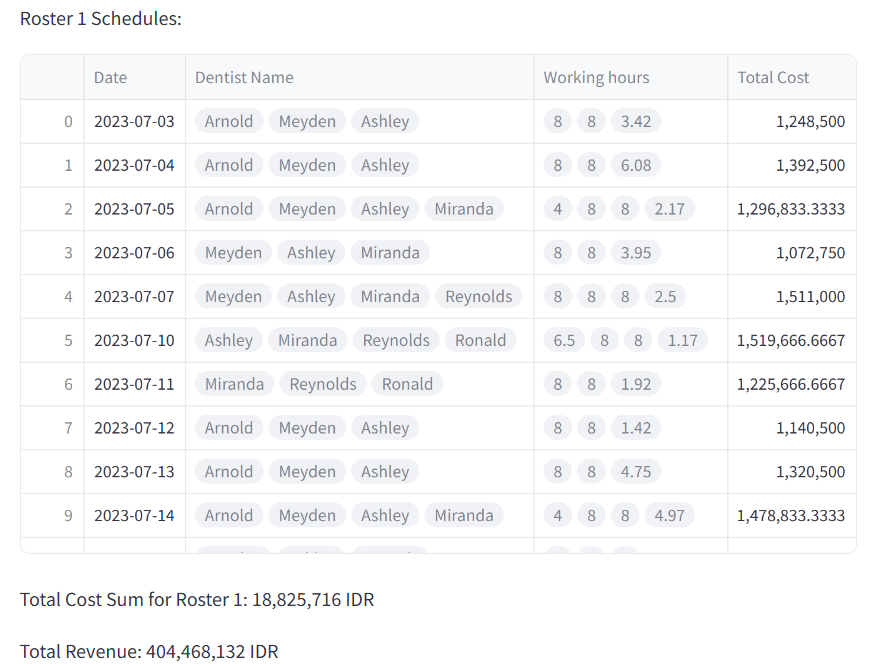 Roster 1 Schedules:
Date Dentist Name Working hours Total Cost
0 2023-07-03 Arnold Meyden Ashley 8 8 3.42 1,248,500
1 2023-07-04 Arnold Meyden Ashley 8 8 6.08 1,392,500
2 2023-07-05 Arnold Meyden Ashley Miranda 4 8 8 2.17 1,296,833.3333
3 2023-07-06 Meyden Ashley Miranda 8 8 3.95 1,072,750
4 2023-07-07 Meyden Ashley Miranda Reynolds 8 8 8 2.5 1,511,000
5 2023-07-10 Ashley Miranda Reynolds Ronald 6.5 8 8 1.17 1,519,666.6667
6 2023-07-11 Miranda Reynolds Ronald 8 8 1.92 1,225,666.6667
7 2023-07-12 Arnold Meyden Ashley 8 8 1.42 1,140,500
8 2023-07-13 Arnold Meyden Ashley 8 8 4.75 1,320,500
9 2023-07-14 Arnold Meyden Ashley Miranda 4 8 8 4.97 1,478,833.3333
Total Cost Sum for Roster 1: 18,825,716 IDR
Total Revenue: 404,468,132 IDR